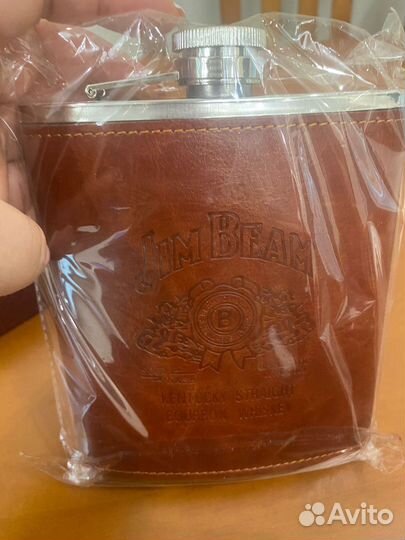 JIM BEAM
B
KENTUCKY STRAIGHT
BOURBON WHISKEY
Avito